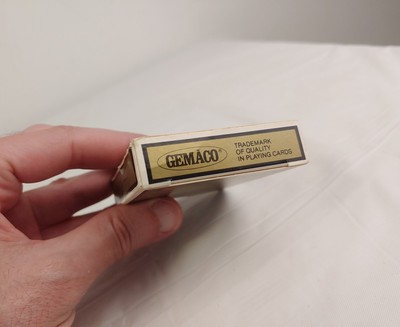 GEMACO®
TRADEMARK
OF QUALITY
IN PLAYING CARDS